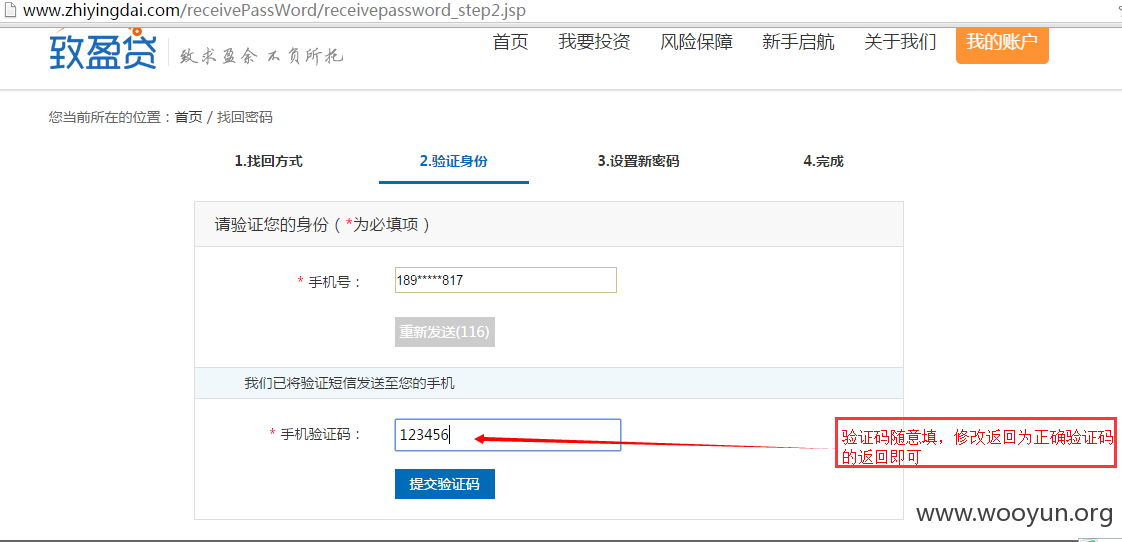 www.zhiyingdai.com/receivePassWord/receivepassword_step2.jsp
致盈贷 致求盈余 不负所托 首页 我要投资 风险保障 新手启航 关于我们 我的账户
您当前所在的位置：首页 / 找回密码
1.找回方式 2.验证身份 3.设置新密码 4.完成
请验证您的身份（ *为必填项 ）
* 手机号： 189*****817
重新发送(116)
我们已将验证短信发送至您的手机
* 手机验证码： 123456
验证码随意填，修改返回为正确验证码
的返回即可
提交验证码
www.wooyun.org